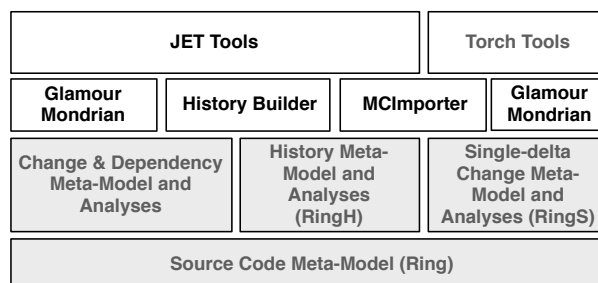 JET Tools
Torch Tools
Glamour
Mondrian
History Builder
MCImporter
Glamour
Mondrian
Change & Dependency
Meta-Model and
Analyses
History Meta-
Model and
Analyses
(RingH)
Single-delta
Change Meta-
Model and
Analyses (RingS)
Source Code Meta-Model (Ring)